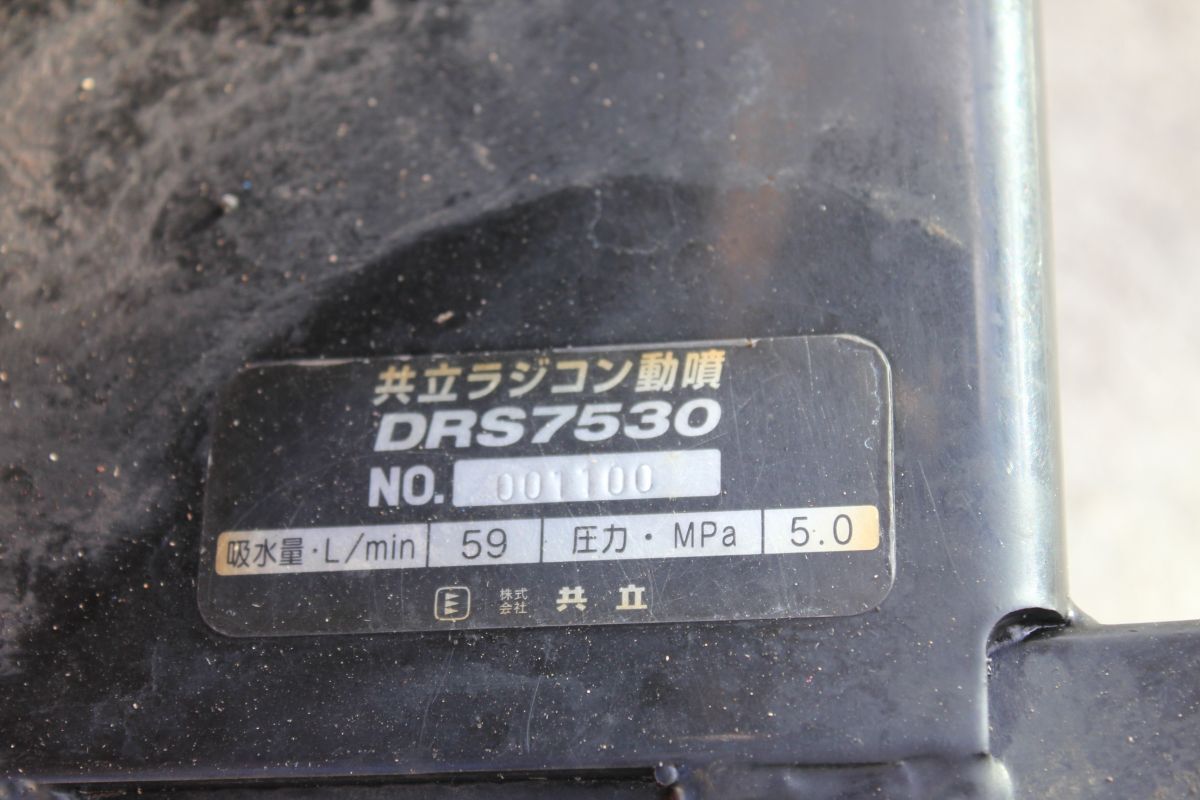 共立ラジコン動噴
DRS7530
NO. 001100
吸水量・L/min 59 圧力・MPa 5.0
株式会社 共立